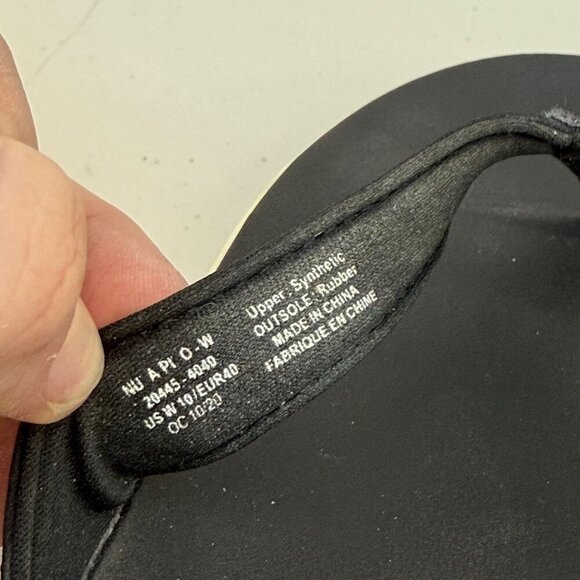 NU A PI O-W
20445-4040
US W 10/EUR40
OC 10/20
Upper: Synthetic
OUTSOLE: Rubber
MADE IN CHINA
FABRIQUE EN CHINE